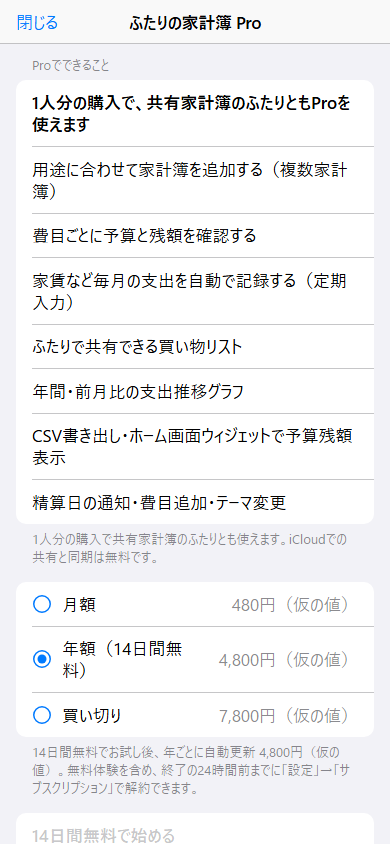 閉じる
ふたりの家計簿 Pro
Proでできること
1人分の購入で、共有家計簿のふたりともProを
使えます
用途に合わせて家計簿を追加する（複数家計
簿）
費目ごとに予算と残額を確認する
家賃など毎月の支出を自動で記録する（定期
入力）
ふたりで共有できる買い物リスト
年間・前月比の支出推移グラフ
CSV書き出し・ホーム画面ウィジェットで予算残額
表示
精算日の通知・費目追加・テーマ変更
1人分の購入で共有家計簿のふたりとも使えます。iCloudでの
共有と同期は無料です。
月額
480円（仮の値）
年額（14日間無
料）
4,800円（仮の値）
買い切り
7,800円（仮の値）
14日間無料でお試し後、年ごとに自動更新 4,800円（仮の
値）。無料体験を含め、終了の24時間前までに「設定」→「サ
ブスクリプション」で解約できます。
14日間無料で始める